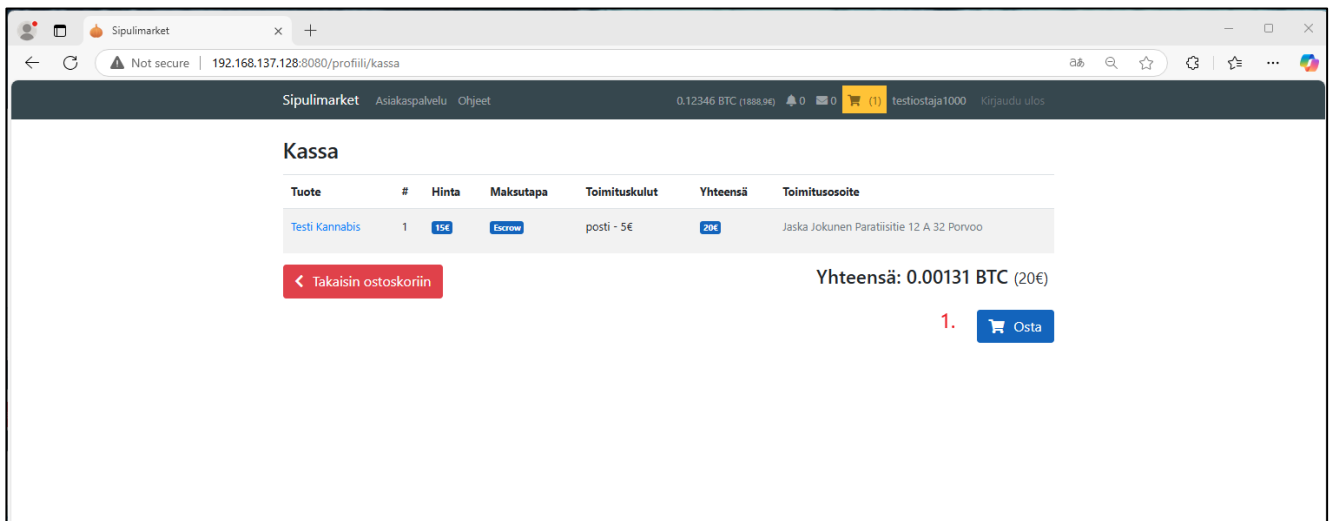 Sipulimarket
Not secure | 192.168.137.128:8080/profiili/kassa
Sipulimarket Asiakaspalvelu Ohjeet 0.12346 BTC (1888.9€) 0 0 (1) testiostaja1000 Kirjaudu ulos
Kassa
Tuote # Hinta Maksutapa Toimituskulut Yhteensä Toimitusosoite
Testi Kannabis 1 15€ Escrow posti - 5€ 20€ Jaska Jokunen Paratiisitie 12 A 32 Porvoo
Takaisin ostoskoriin
Yhteensä: 0.00131 BTC (20€)
1. Osta